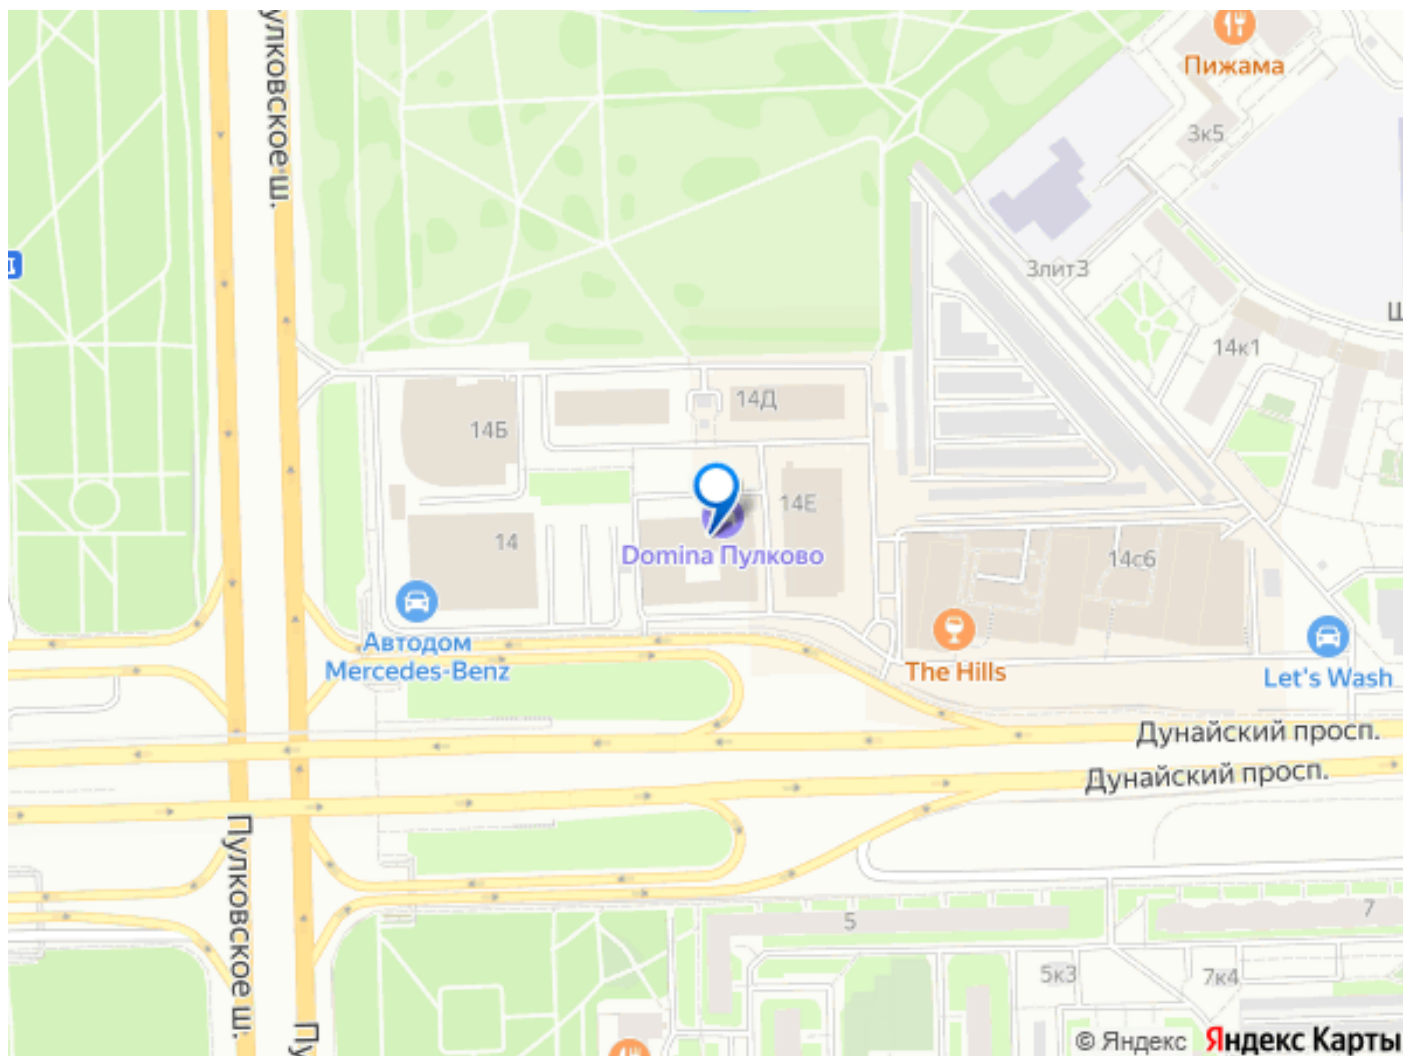 Пулковское ш.
Пижама
3к5
3лит3
14к1
14Д
14Б
14Е
14
Domina Пулково
14с6
Автодом
Mercedes-Benz
The Hills
Let's Wash
Дунайский просп.
Дунайский просп.
Пулковское ш.
5
7
5к3
7к4
© Яндекс Яндекс Карты